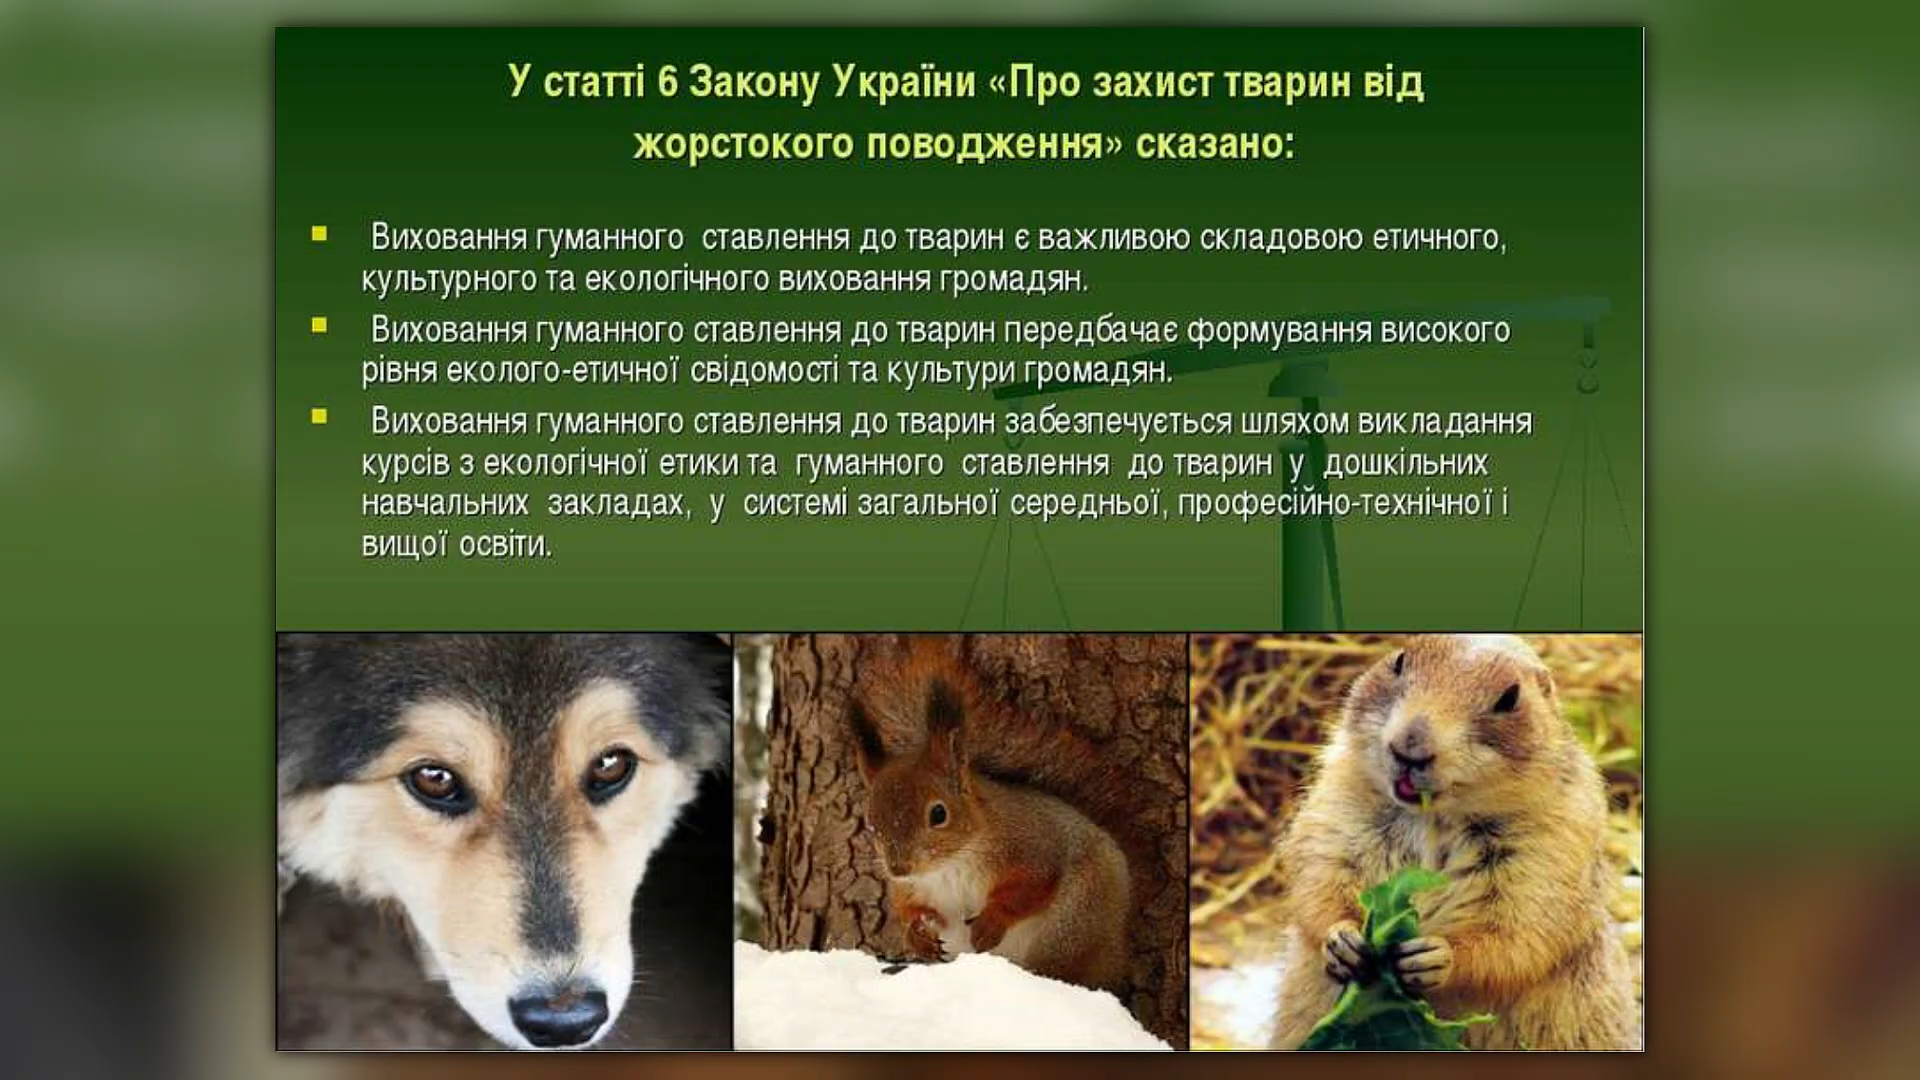 У статті 6 Закону України «Про захист тварин від
жорстокого поводження» сказано:
Виховання гуманного ставлення до тварин є важливою складовою етичного,
культурного та екологічного виховання громадян.
Виховання гуманного ставлення до тварин передбачає формування високого
рівня еколого-етичної свідомості та культури громадян.
Виховання гуманного ставлення до тварин забезпечується шляхом викладання
курсів з екологічної етики та гуманного ставлення до тварин у дошкільних
навчальних закладах, у системі загальної середньої, професійно-технічної і
вищої освіти.